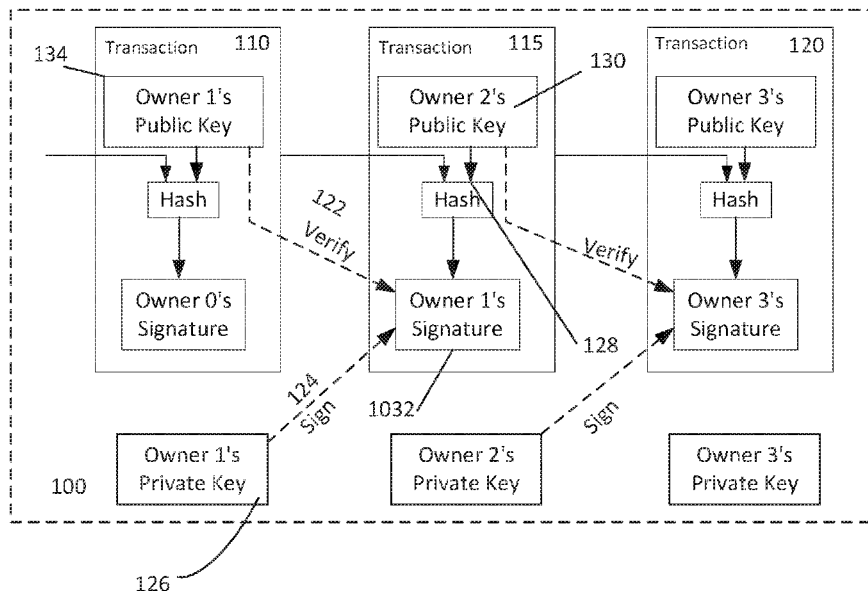 Transaction 110
Transaction 115
Transaction 120
134
130
Owner 1's
Public Key
Owner 2's
Public Key
Owner 3's
Public Key
Hash
Hash
Hash
122
Verify
Verify
Owner 0's
Signature
Owner 1's
Signature
Owner 3's
Signature
128
124
Sign
1032
Sign
Owner 1's
Private Key
Owner 2's
Private Key
Owner 3's
Private Key
100
126